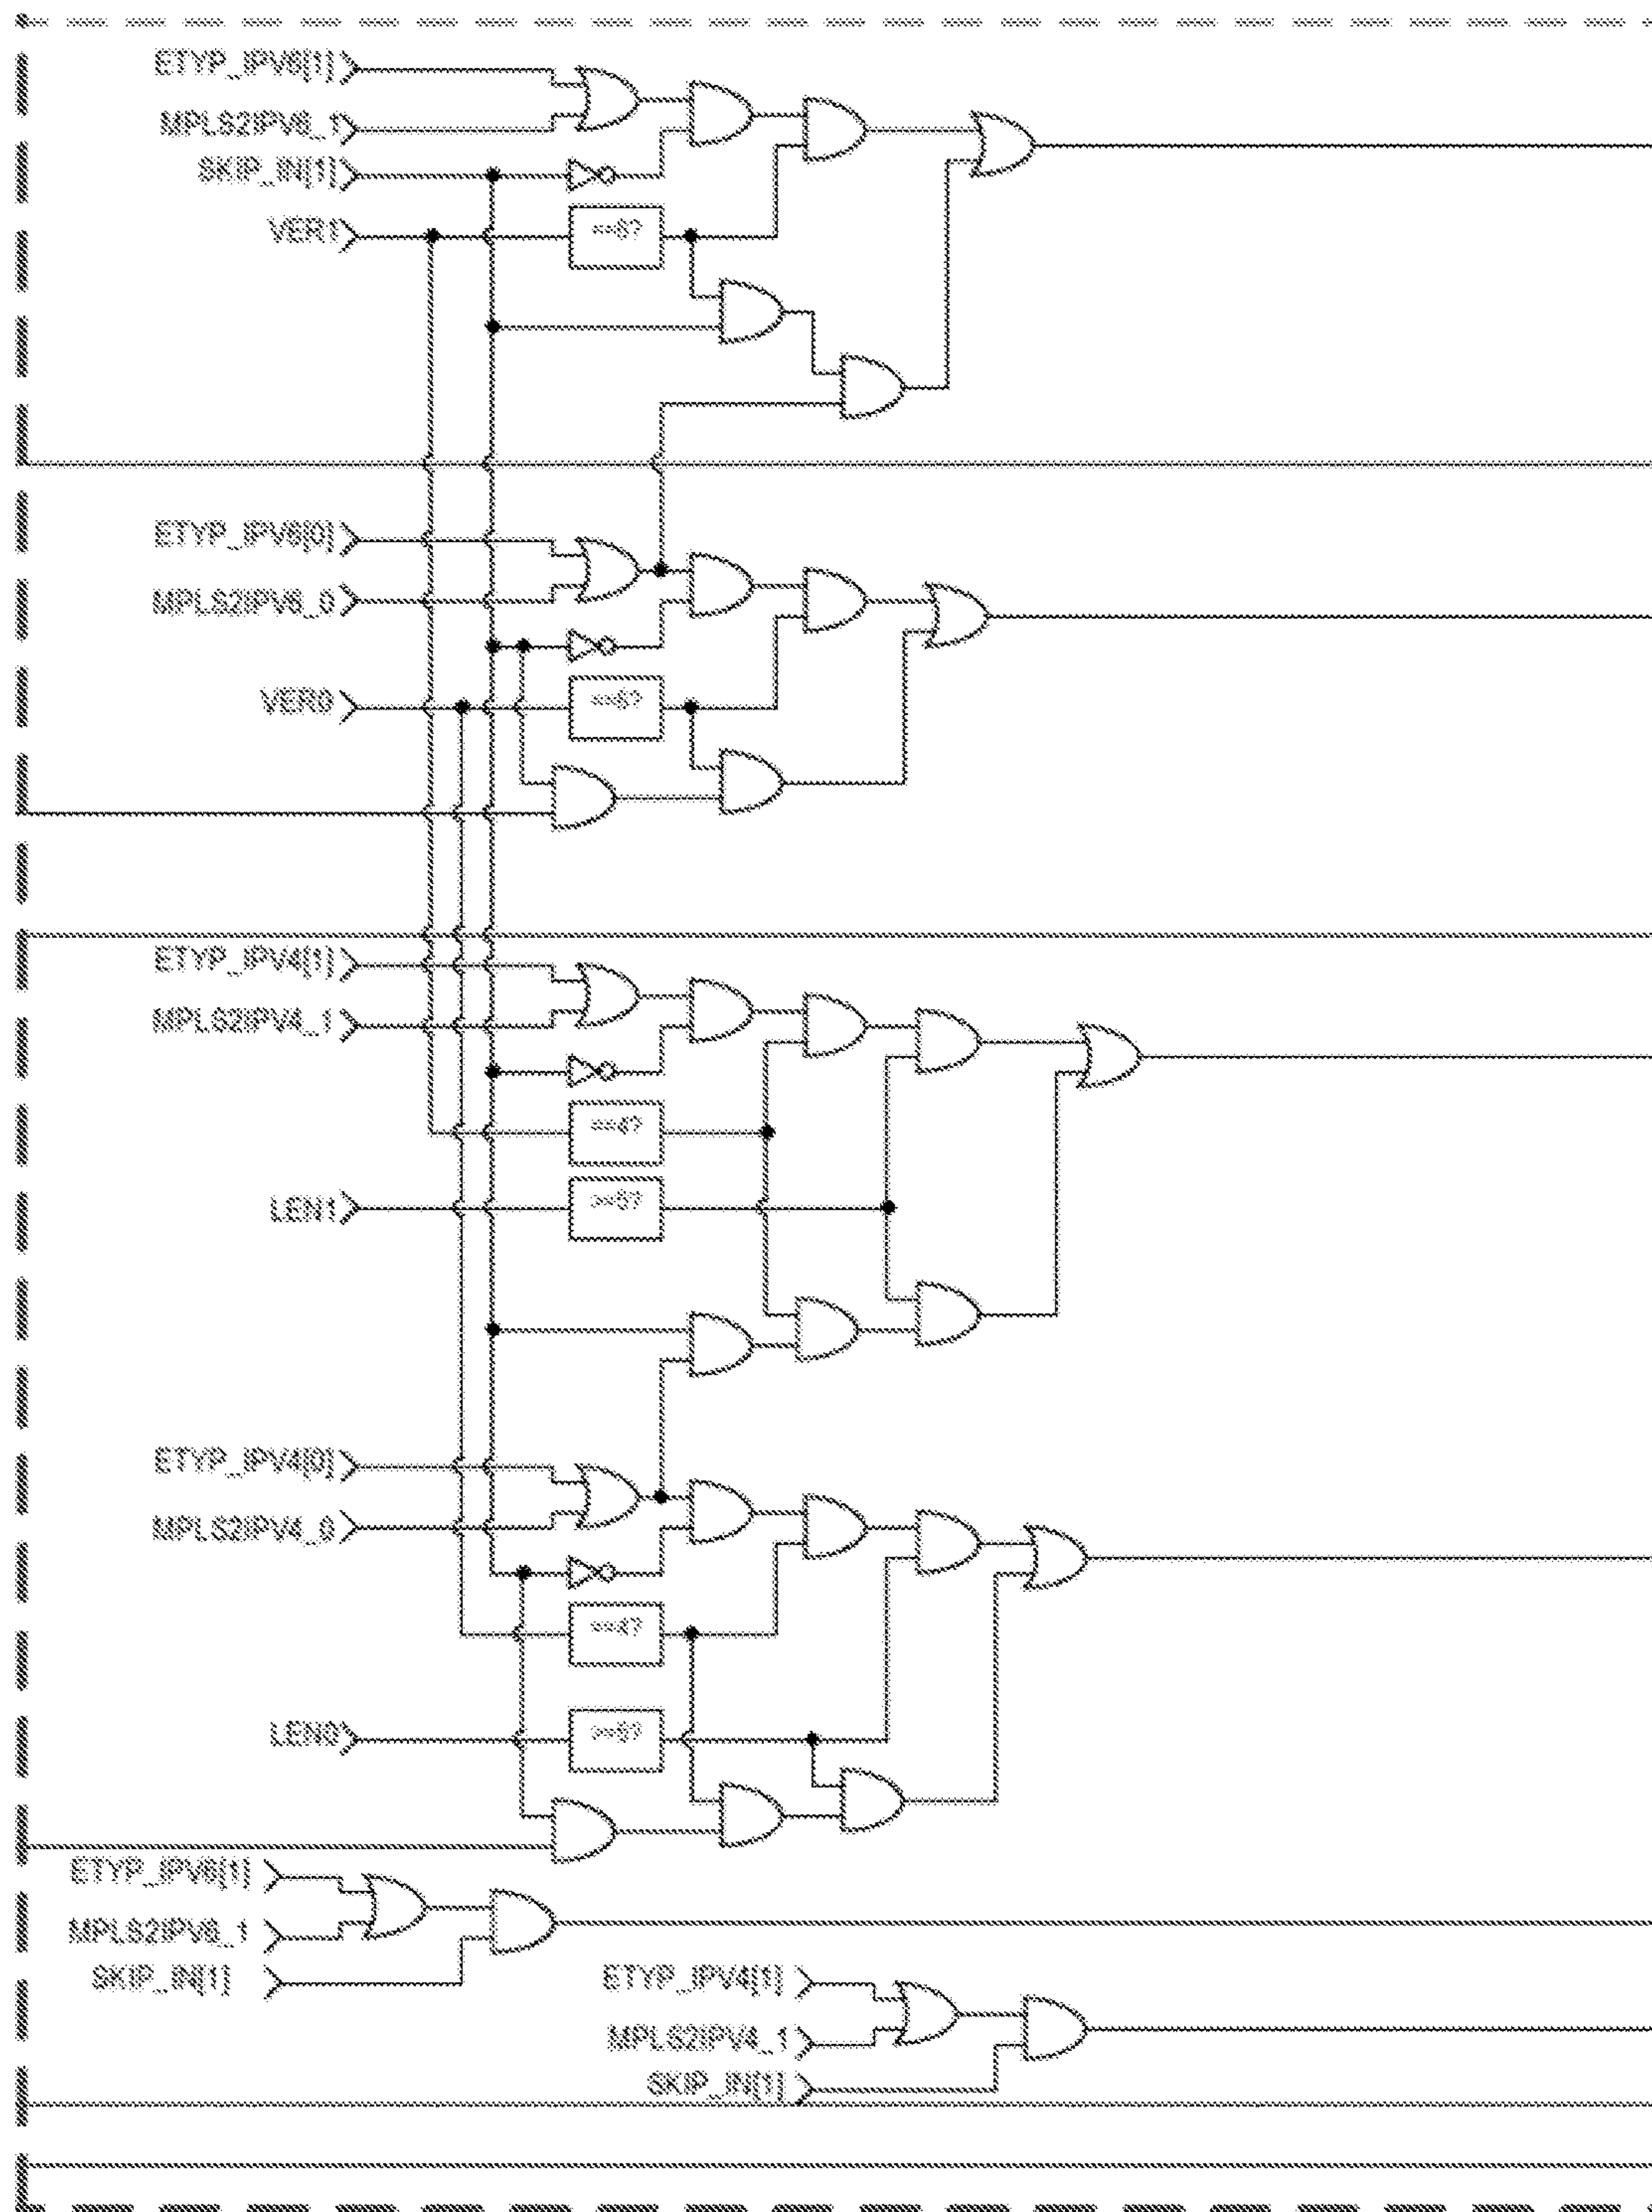 ETYP_IPV6[1]
MPLS2IPV6_1
SKIP_IN[1]
VER1
==6?
ETYP_IPV6[0]
MPLS2IPV6_0
VER0
==6?
ETYP_IPV4[1]
MPLS2IPV4_1
==4?
LEN1
>=5?
ETYP_IPV4[0]
MPLS2IPV4_0
==4?
LEN0
>=5?
ETYP_IPV6[1]
MPLS2IPV6_1
SKIP_IN[1]
ETYP_IPV4[1]
MPLS2IPV4_1
SKIP_IN[1]